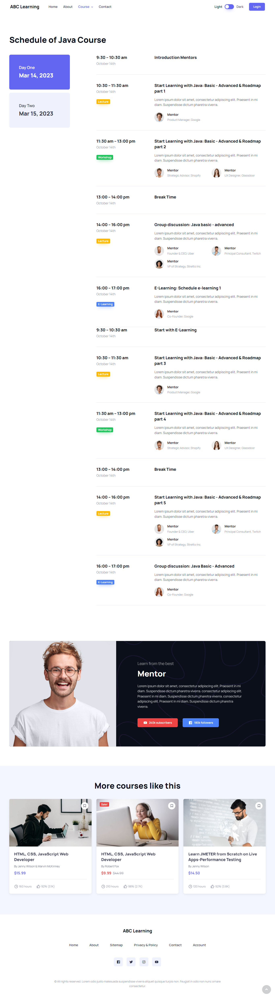 ABC Learning
Home
About
Course
Contact
Light
Dark
Login
Schedule of Java Course
Day One
Mar 14, 2023
Day Two
Mar 15, 2023
9:30 – 10:30 am
October 14th
Introduction Mentors
10:30 – 11:30 am
October 14th
Lecture
Start Learning with Java: Basic - Advanced & Roadmap
part 1
Lorem ipsum dolor sit amet, consectetur adipiscing elit. Praesent in mi
diam. Suspendisse dictum pharetra viverra.
Mentor
Product Manager, Google
11:30 am – 13:00 pm
October 14th
Workshop
Start Learning with Java: Basic - Advanced & Roadmap
part 2
Lorem ipsum dolor sit amet, consectetur adipiscing elit. Praesent in mi
diam. Suspendisse dictum pharetra viverra.
Mentor
Strategic Advisor, Shopify
Mentor
UX Designer, Glassdoor
13:00 – 14:00 pm
October 14th
Break Time
14:00 – 16:00 pm
October 14th
Lecture
Group discussion: Java basic - advanced
Lorem ipsum dolor sit amet, consectetur adipiscing elit. Praesent in mi
diam. Suspendisse dictum pharetra viverra.
Mentor
Founder & CEO, Uber
Mentor
Principal Consultant, Twitch
Mentor
VP of Strategy, Stretto Inc.
16:00 – 17:00 pm
October 14th
E-Learning
E-Learning: Schedule e-learning 1
Lorem ipsum dolor sit amet, consectetur adipiscing elit. Praesent in mi
diam. Suspendisse dictum pharetra viverra.
Mentor
Co-Founder, Google
9:30 – 10:30 am
October 14th
Start with E-Learning
10:30 – 11:30 am
October 14th
Lecture
Start Learning with Java: Basic - Advanced & Roadmap
part 3
Lorem ipsum dolor sit amet, consectetur adipiscing elit. Praesent in mi
diam. Suspendisse dictum pharetra viverra.
Mentor
Product Manager, Google
11:30 am – 13:00 pm
October 14th
Workshop
Start Learning with Java: Basic - Advanced & Roadmap
part 4
Lorem ipsum dolor sit amet, consectetur adipiscing elit. Praesent in mi
diam. Suspendisse dictum pharetra viverra.
Mentor
Strategic Advisor, Shopify
Mentor
UX Designer, Glassdoor
13:00 – 14:00 pm
October 14th
Break Time
14:00 – 16:00 pm
October 14th
Lecture
Start Learning with Java: Basic - Advanced & Roadmap
part 5
Lorem ipsum dolor sit amet, consectetur adipiscing elit. Praesent in mi
diam. Suspendisse dictum pharetra viverra.
Mentor
Founder & CEO, Uber
Mentor
Principal Consultant, Twitch
Mentor
VP of Strategy, Stretto Inc.
16:00 – 17:00 pm
October 14th
E-Learning
Group discussion: Java Basic - Advanced
Lorem ipsum dolor sit amet, consectetur adipiscing elit. Praesent in mi
diam. Suspendisse dictum pharetra viverra.
Mentor
Co-Founder, Google
Learn from the best
Mentor
Lorem ipsum dolor sit amet, consectetur adipiscing elit. Praesent in mi
diam. Suspendisse dictum pharetra viverra. consectetur adipiscing elit.
Praesent in mi diam. Suspendisse dictum pharetra viverra. consectetur
adipiscing elit. Praesent in mi diam. Suspendisse dictum pharetra
viverra.
240k subscribers
180k followers
More courses like this
HTML, CSS, JavaScript Web
Developer
By Jenny Wilson & Marvin McKinney
$15.99
160 hours
92% (3.1K)
Sale!
HTML, CSS, JavaScript Web
Developer
By Robert Fox
$9.99 $44.99
210 hours
98% (2.7K)
Learn JMETER from Scratch on Live
Apps-Performance Testing
By Jenny Wilson
$14.50
120 hours
92% (3.8K)
ABC Learning
Home
About
Sitemap
Privacy & Policy
Contact
Account
© All rights reserved. Lorem odio justo malesuada suspendisse viverra aliquet quisque turpis non. Feugiat in odio non nunc ornare
consectetur.